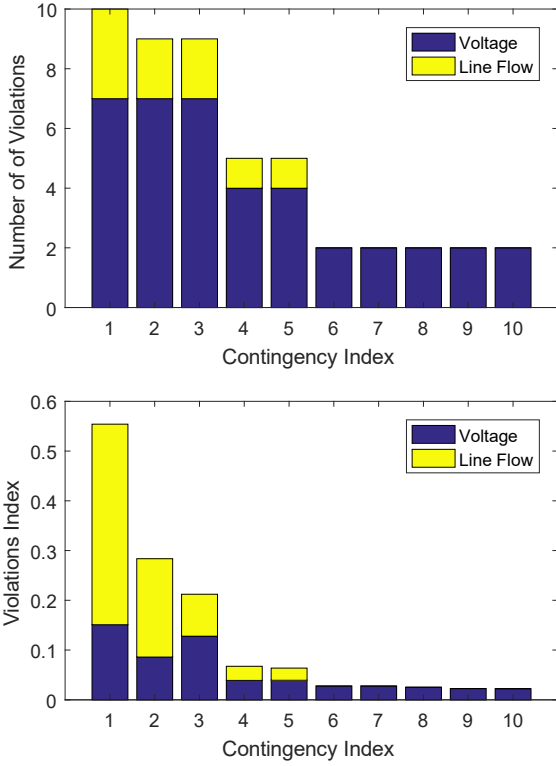 10
8
6
4
2
0
Number of of Violations
Voltage
Line Flow
1 2 3 4 5 6 7 8 9 10
Contingency Index
0.6
0.5
0.4
0.3
0.2
0.1
0
Violations Index
Voltage
Line Flow
1 2 3 4 5 6 7 8 9 10
Contingency Index